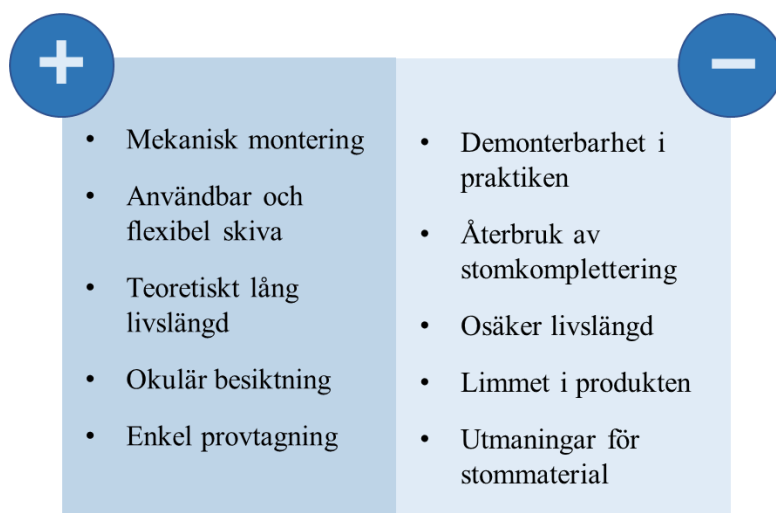 +
• Mekanisk montering
• Användbar och
flexibel skiva
• Teoretiskt lång
livslängd
• Okulär besiktning
• Enkel provtagning
−
• Demonterbarhet i
praktiken
• Återbruk av
stomkomplettering
• Osäker livslängd
• Limmet i produkten
• Utmaningar för
stommaterial